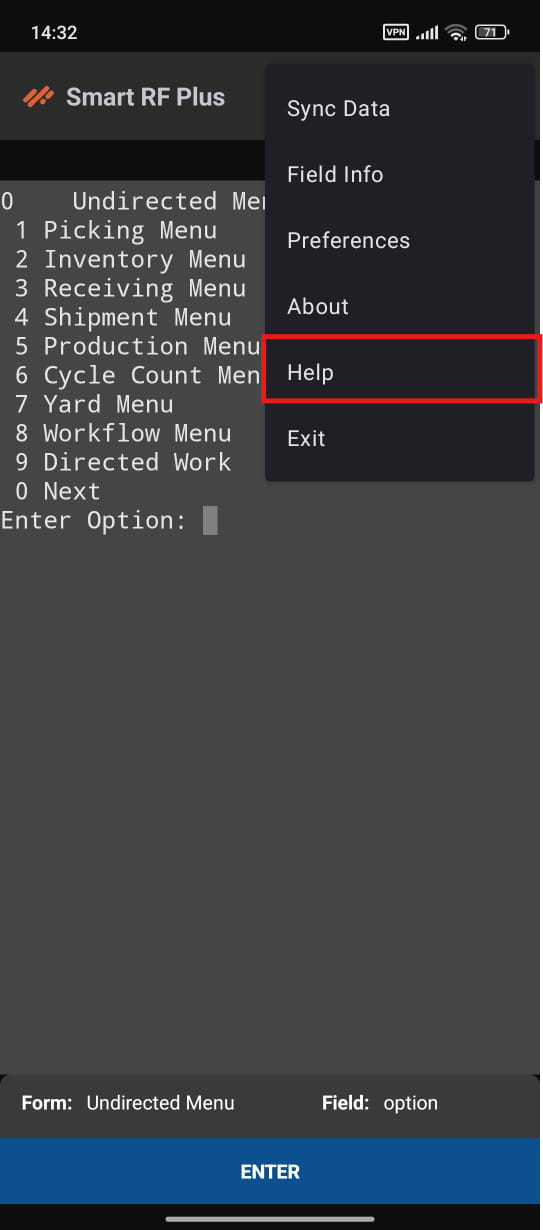 14:32
VPN
71
Smart RF Plus
Sync Data
Field Info
Preferences
About
Help
Exit
0    Undirected Me
1 Picking Menu
2 Inventory Menu
3 Receiving Menu
4 Shipment Menu
5 Production Menu
6 Cycle Count Men
7 Yard Menu
8 Workflow Menu
9 Directed Work
0 Next
Enter Option:
Form: Undirected Menu
Field: option
ENTER